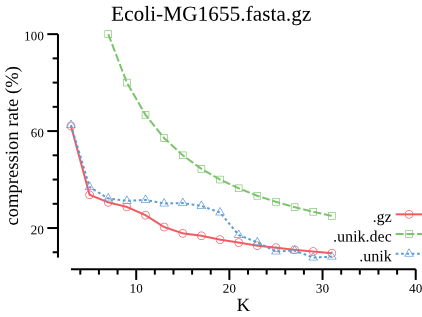 Ecoli-MG1655.fasta.gz
compression rate (%)
100
60
20
10
20
30
40
K
.gz
.unik.dec
.unik